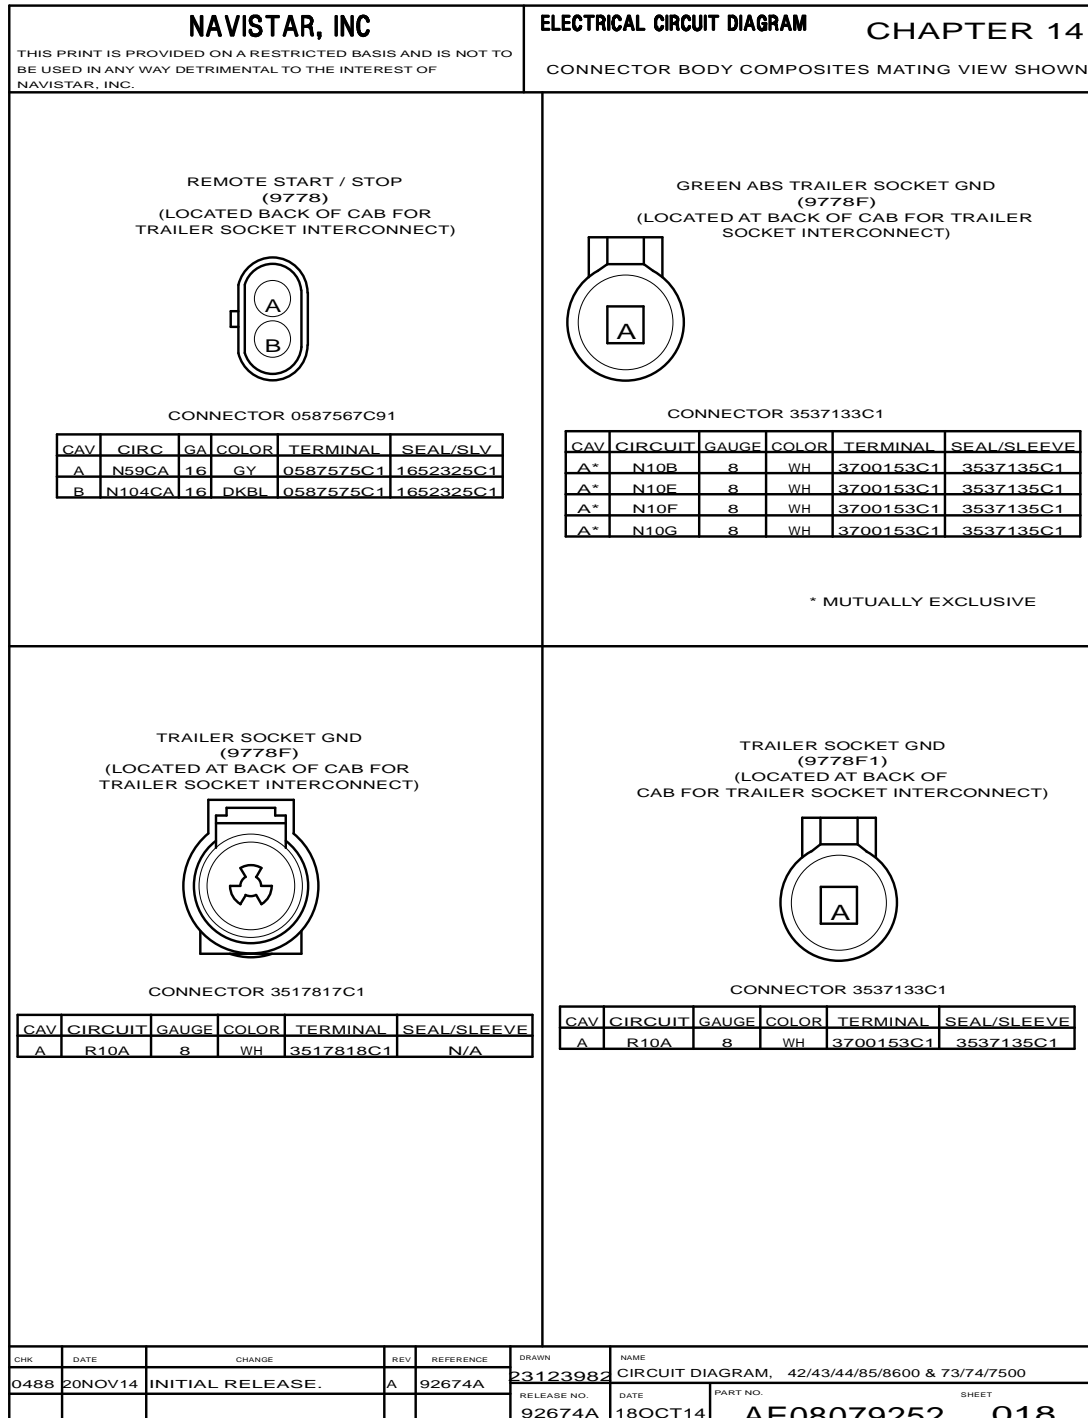 NAVISTAR, INC
THIS PRINT IS PROVIDED ON A RESTRICTED BASIS AND IS NOT TO
BE USED IN ANY WAY DETRIMENTAL TO THE INTEREST OF
NAVISTAR, INC.
ELECTRICAL CIRCUIT DIAGRAM CHAPTER 14
CONNECTOR BODY COMPOSITES MATING VIEW SHOWN
REMOTE START / STOP
(9778)
(LOCATED BACK OF CAB FOR
TRAILER SOCKET INTERCONNECT)
A
B
CONNECTOR 0587567C91
CAV CIRC GA COLOR TERMINAL SEAL/SLV
A N59CA 16 GY 0587575C1 1652325C1
B N104CA 16 DKBL 0587575C1 1652325C1
GREEN ABS TRAILER SOCKET GND
(9778F)
(LOCATED AT BACK OF CAB FOR TRAILER
SOCKET INTERCONNECT)
A
CONNECTOR 3537133C1
CAV CIRCUIT GAUGE COLOR TERMINAL SEAL/SLEEVE
A* N10B 8 WH 3700153C1 3537135C1
A* N10E 8 WH 3700153C1 3537135C1
A* N10F 8 WH 3700153C1 3537135C1
A* N10G 8 WH 3700153C1 3537135C1
* MUTUALLY EXCLUSIVE
TRAILER SOCKET GND
(9778F)
(LOCATED AT BACK OF CAB FOR
TRAILER SOCKET INTERCONNECT)
CONNECTOR 3517817C1
CAV CIRCUIT GAUGE COLOR TERMINAL SEAL/SLEEVE
A R10A 8 WH 3517818C1 N/A
TRAILER SOCKET GND
(9778F1)
(LOCATED AT BACK OF
CAB FOR TRAILER SOCKET INTERCONNECT)
A
CONNECTOR 3537133C1
CAV CIRCUIT GAUGE COLOR TERMINAL SEAL/SLEEVE
A R10A 8 WH 3700153C1 3537135C1
CHK DATE CHANGE REV REFERENCE
0488 20NOV14 INITIAL RELEASE. A 92674A
DRAWN NAME
23123982 CIRCUIT DIAGRAM, 42/43/44/85/8600 & 73/74/7500
RELEASE NO. DATE PART NO. SHEET
92674A 18OCT14 AE08079252 018